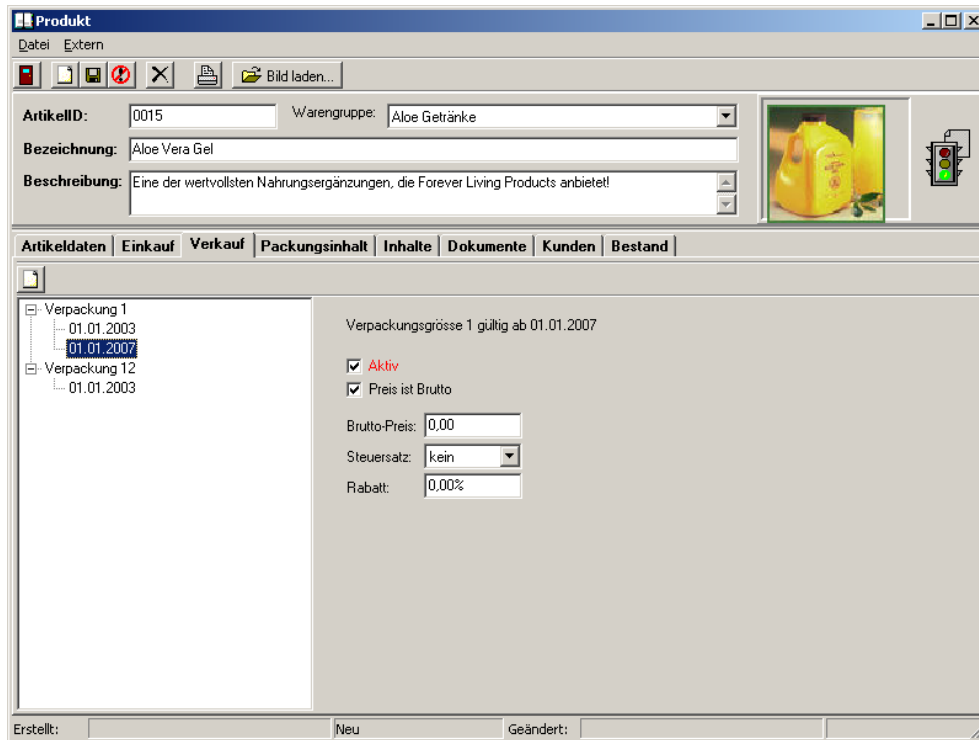 Produkt
Datei Extern
Bild laden...
ArtikelID: 0015 Warengruppe: Aloe Getränke
Bezeichnung: Aloe Vera Gel
Beschreibung: Eine der wertvollsten Nahrungsergänzungen, die Forever Living Products anbietet!
Artikeldaten Einkauf Verkauf Packungsinhalt Inhalte Dokumente Kunden Bestand
Verpackung 1
01.01.2003
01.01.2007
Verpackung 12
01.01.2003
Verpackungsgrösse 1 gültig ab 01.01.2007
Aktiv
Preis ist Brutto
Brutto-Preis: 0,00
Steuersatz: kein
Rabatt: 0,00%
Erstellt: Neu Geändert: